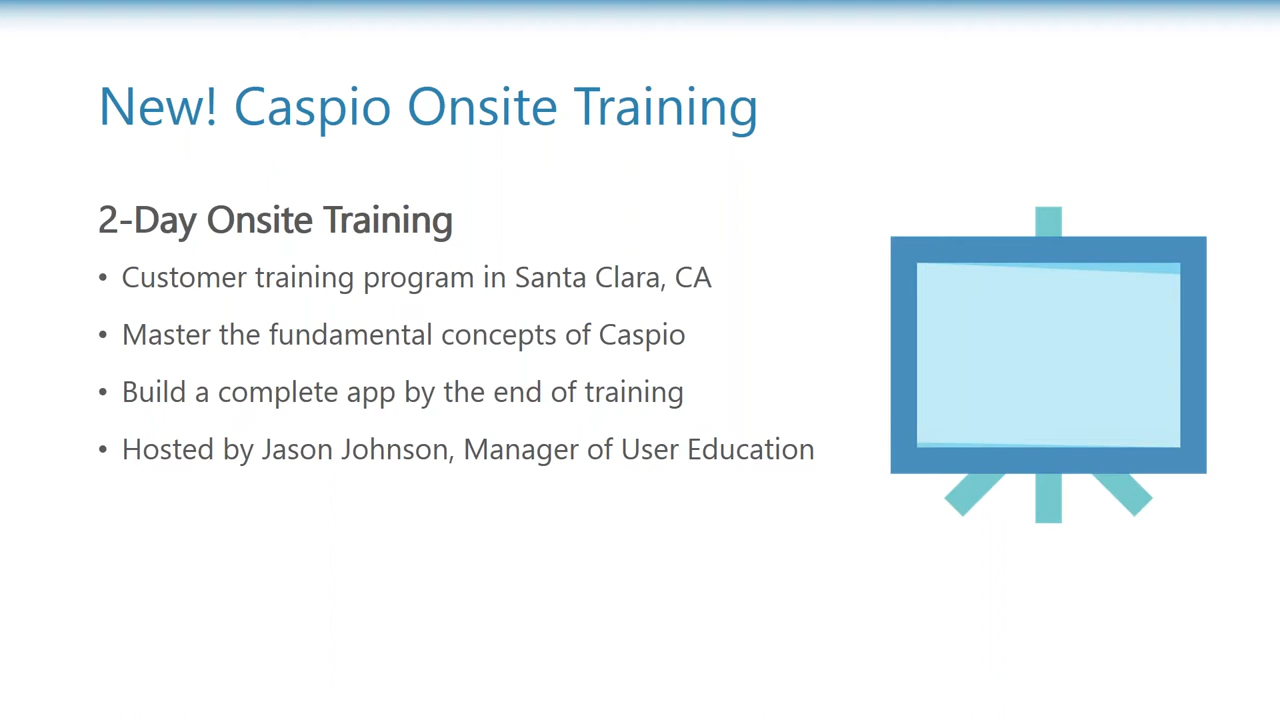 New! Caspio Onsite Training
2-Day Onsite Training
• Customer training program in Santa Clara, CA
• Master the fundamental concepts of Caspio
• Build a complete app by the end of training
• Hosted by Jason Johnson, Manager of User Education